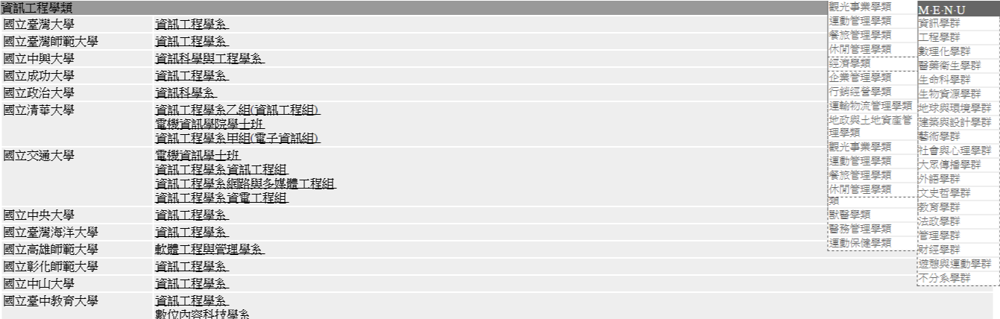 資訊工程學類
國立臺灣大學 資訊工程學系
國立臺灣師範大學 資訊工程學系
國立中興大學 資訊科學與工程學系
國立成功大學 資訊工程學系
國立政治大學 資訊科學系
國立清華大學 資訊工程學系乙組(資訊工程組)
電機資訊學院學士班
資訊工程學系甲組(電子資訊組)
國立交通大學 電機資訊學士班
資訊工程學系資訊工程組
資訊工程學系網路與多媒體工程組
資訊工程學系資電工程組
國立中央大學 資訊工程學系
國立臺灣海洋大學 資訊工程學系
國立高雄師範大學 軟體工程與管理學系
國立彰化師範大學 資訊工程學系
國立中山大學 資訊工程學系
國立臺中教育大學 資訊工程學系
數位內容科技學系
觀光事業學類
運動管理學類
餐旅管理學類
休閒管理學類
經濟學類
企業管理學類
行銷經營學類
運輸物流管理學類
地政與土地資產管
理學類
觀光事業學類
運動管理學類
餐旅管理學類
休閒管理學類
類
獸醫學類
醫務管理學類
運動保健學類
M-E-N-U
資訊學群
工程學群
數理化學群
醫藥衛生學群
生命科學群
生物資源學群
地球與環境學群
建築與設計學群
藝術學群
社會與心理學群
大眾傳播學群
外語學群
文史哲學群
教育學群
法政學群
管理學群
財經學群
遊憩與運動學群
不分系學群